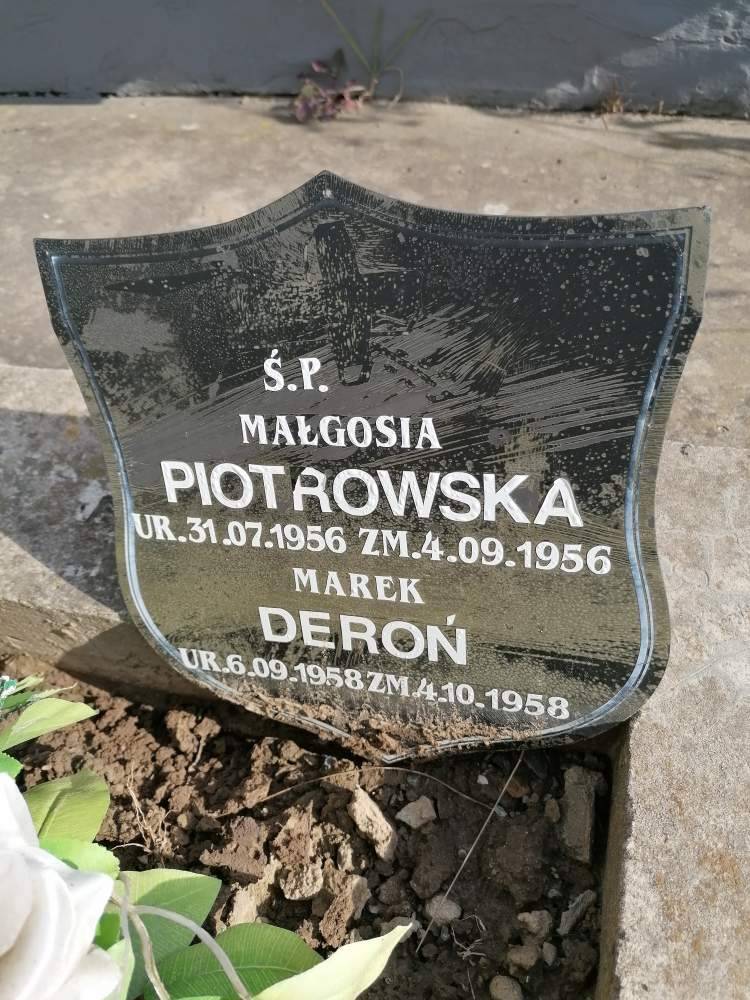 Ś.P.
MAŁGOSIA
PIOTROWSKA
UR.31.07.1956 ZM.4.09.1956
MAREK
DEROŃ
UR.6.09.1958 ZM.4.10.1958